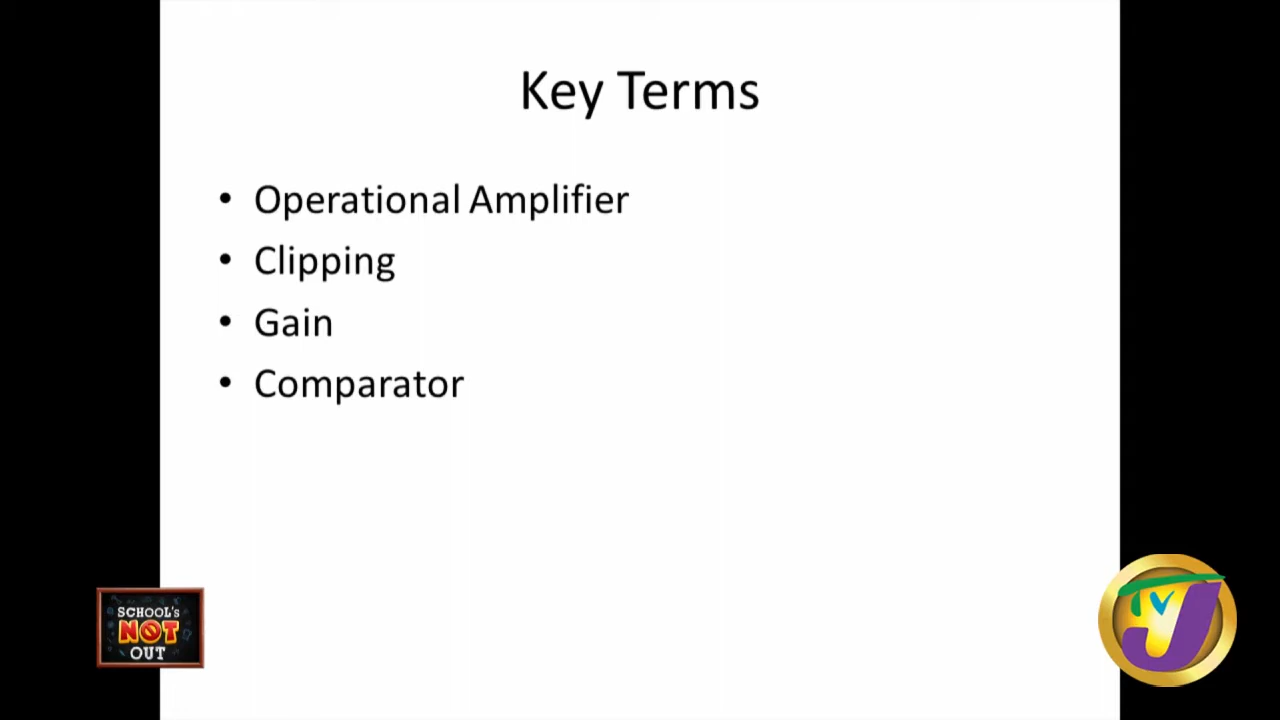 Key Terms
• Operational Amplifier
• Clipping
• Gain
• Comparator
SCHOOL's
NOT
OUT
TVJ